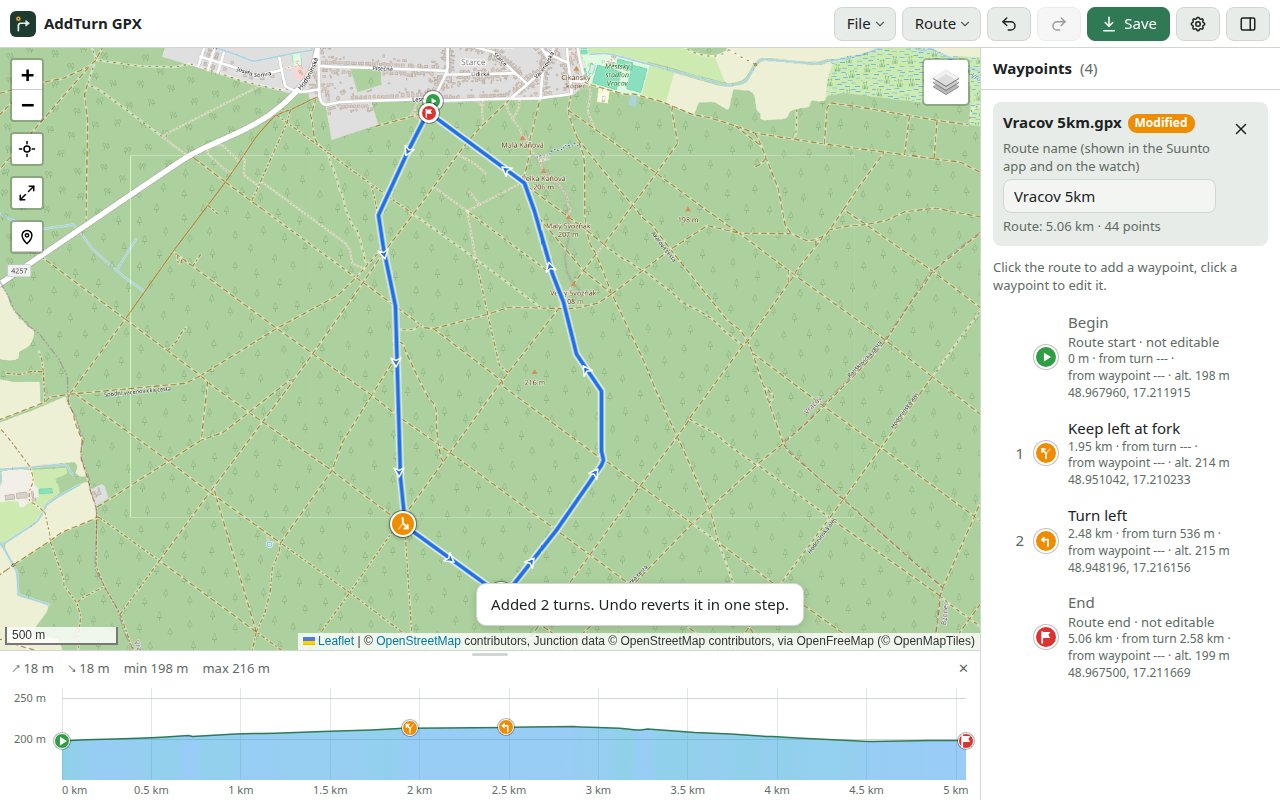 AddTurn GPX
File
Route
Save
Waypoints (4)
Vracov 5km.gpx Modified
Route name (shown in the Suunto
app and on the watch)
Vracov 5km
Route: 5.06 km · 44 points
Click the route to add a waypoint, click a
waypoint to edit it.
Begin
Route start · not editable
0 m · from turn --- ·
from waypoint --- · alt. 198 m
48.967960, 17.211915
1
Keep left at fork
1.95 km · from turn --- ·
from waypoint --- · alt. 214 m
48.951042, 17.210233
2
Turn left
2.48 km · from turn 536 m ·
from waypoint --- · alt. 215 m
48.948196, 17.216156
End
Route end · not editable
5.06 km · from turn 2.58 km ·
from waypoint --- · alt. 199 m
48.967500, 17.211669
+
−
Starce
Písečná
Městský
stadion
Vracov
Malá Kaňova
206 m
198 m
Malý Svožňák
207 m
4257
216 m
500 m
Added 2 turns. Undo reverts it in one step.
Leaflet | © OpenStreetMap contributors, Junction data © OpenStreetMap contributors, via OpenFreeMap (© OpenMapTiles)
↗ 18 m ↘ 18 m min 198 m max 216 m
250 m
200 m
0 km 0.5 km 1 km 1.5 km 2 km 2.5 km 3 km 3.5 km 4 km 4.5 km 5 km